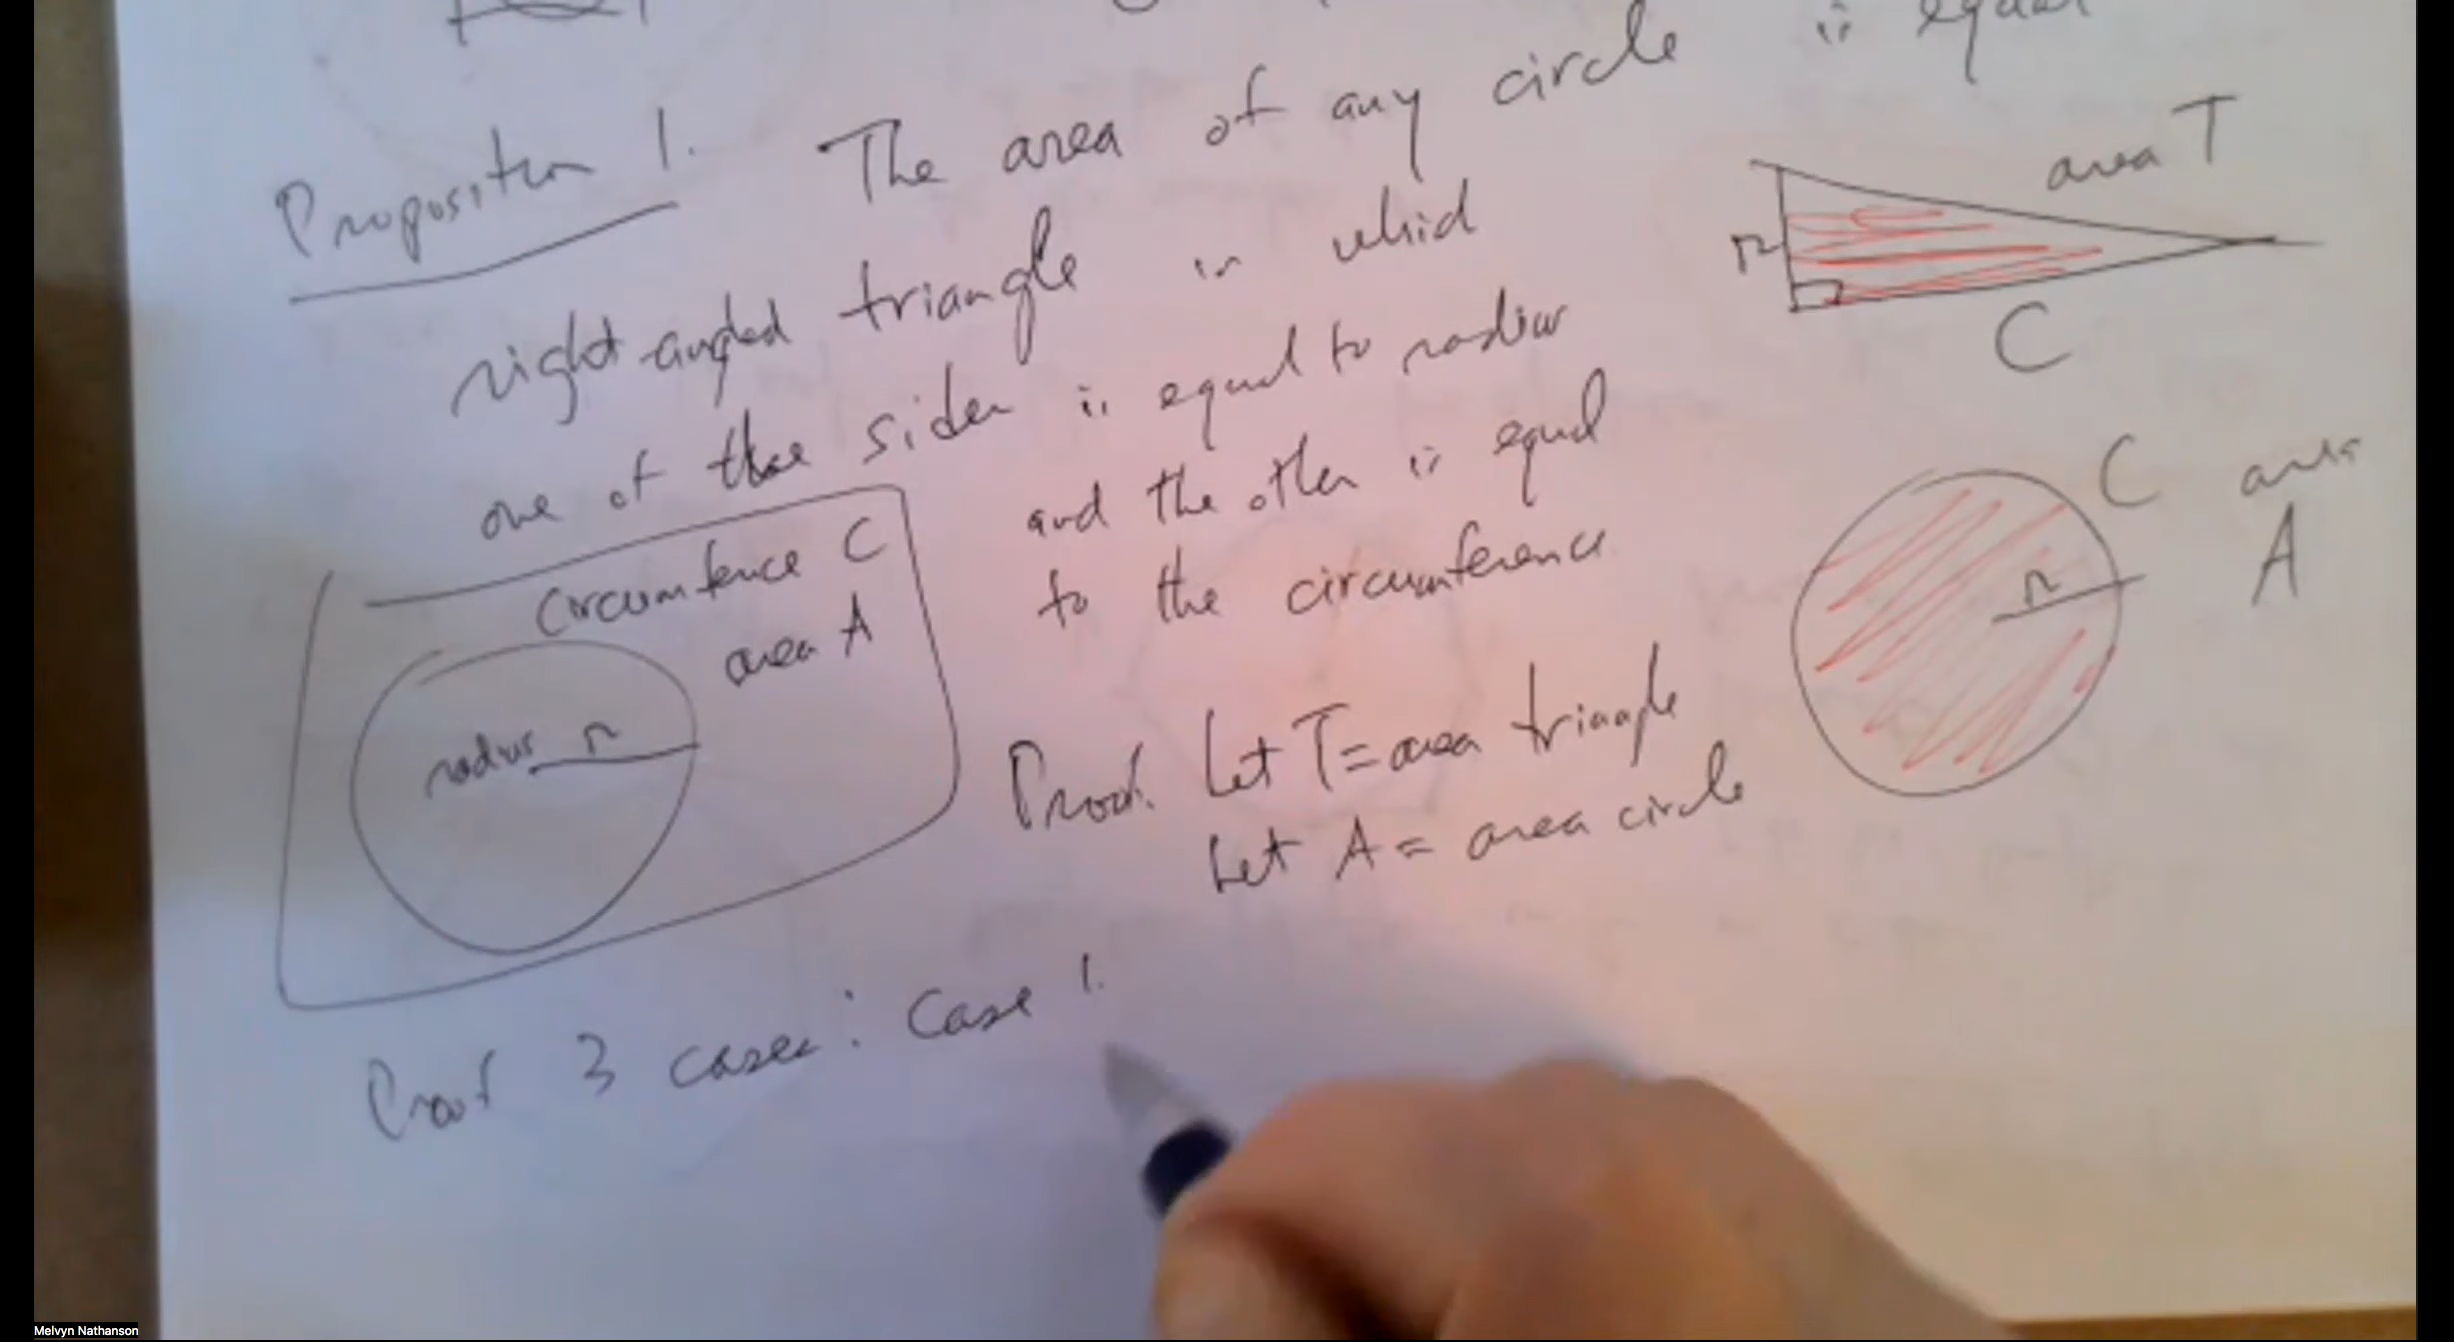 Proposition 1. The area of any circle is equal
right-angled triangle in which
one of the sides is equal to radius
and the other is equal
to the circumference
area T
r
C
C area
A
r
Circumfence C
area A
radius r
Proof. Let T = area triangle
Let A = area circle
Proof 3 cases: Case 1.
Melvyn Nathanson